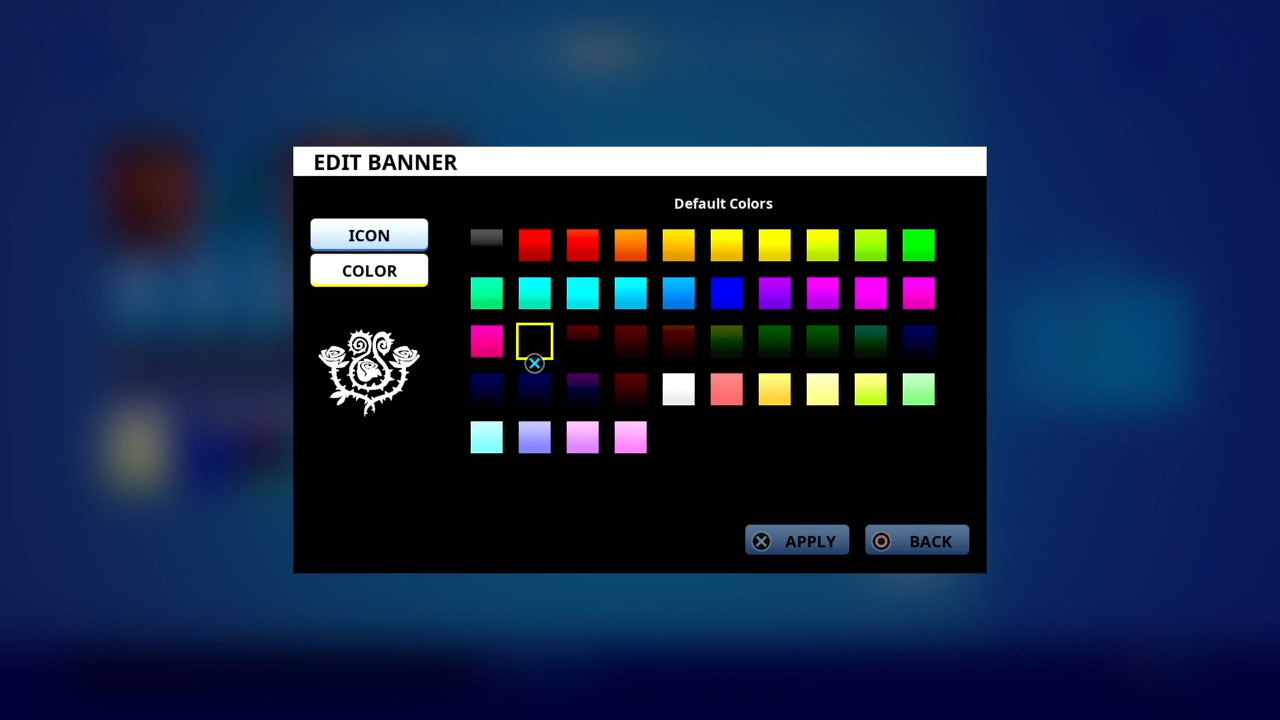 EDIT BANNER
Default Colors
ICON
COLOR
APPLY
BACK